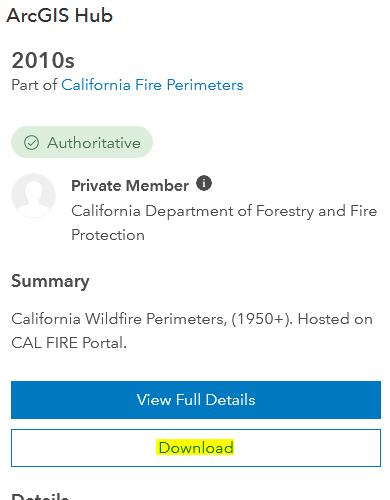 ArcGIS Hub
2010s
Part of California Fire Perimeters
Authoritative
Private Member
California Department of Forestry and Fire
Protection
Summary
California Wildfire Perimeters, (1950+). Hosted on
CAL FIRE Portal.
View Full Details
Download
Details